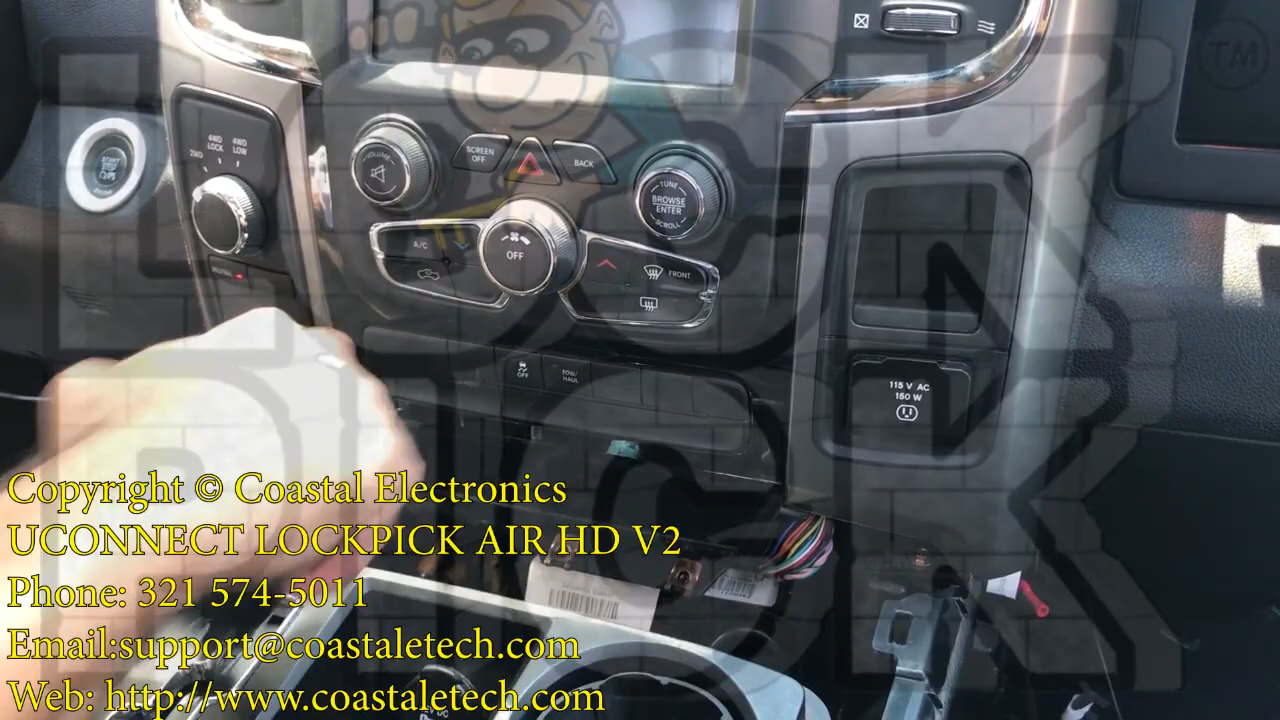 LOCK
PICK
TM
4WD LOCK
4WD LOW
2WD
START
STOP
VOLUME
SCREEN OFF
BACK
TUNE
BROWSE
ENTER
SCROLL
A/C
OFF
FRONT
OFF
TOW/HAUL
115 V AC
150 W
Copyright © Coastal Electronics
UCONNECT LOCKPICK AIR HD V2
Phone: 321 574-5011
Email:support@coastaletech.com
Web: http://www.coastaletech.com